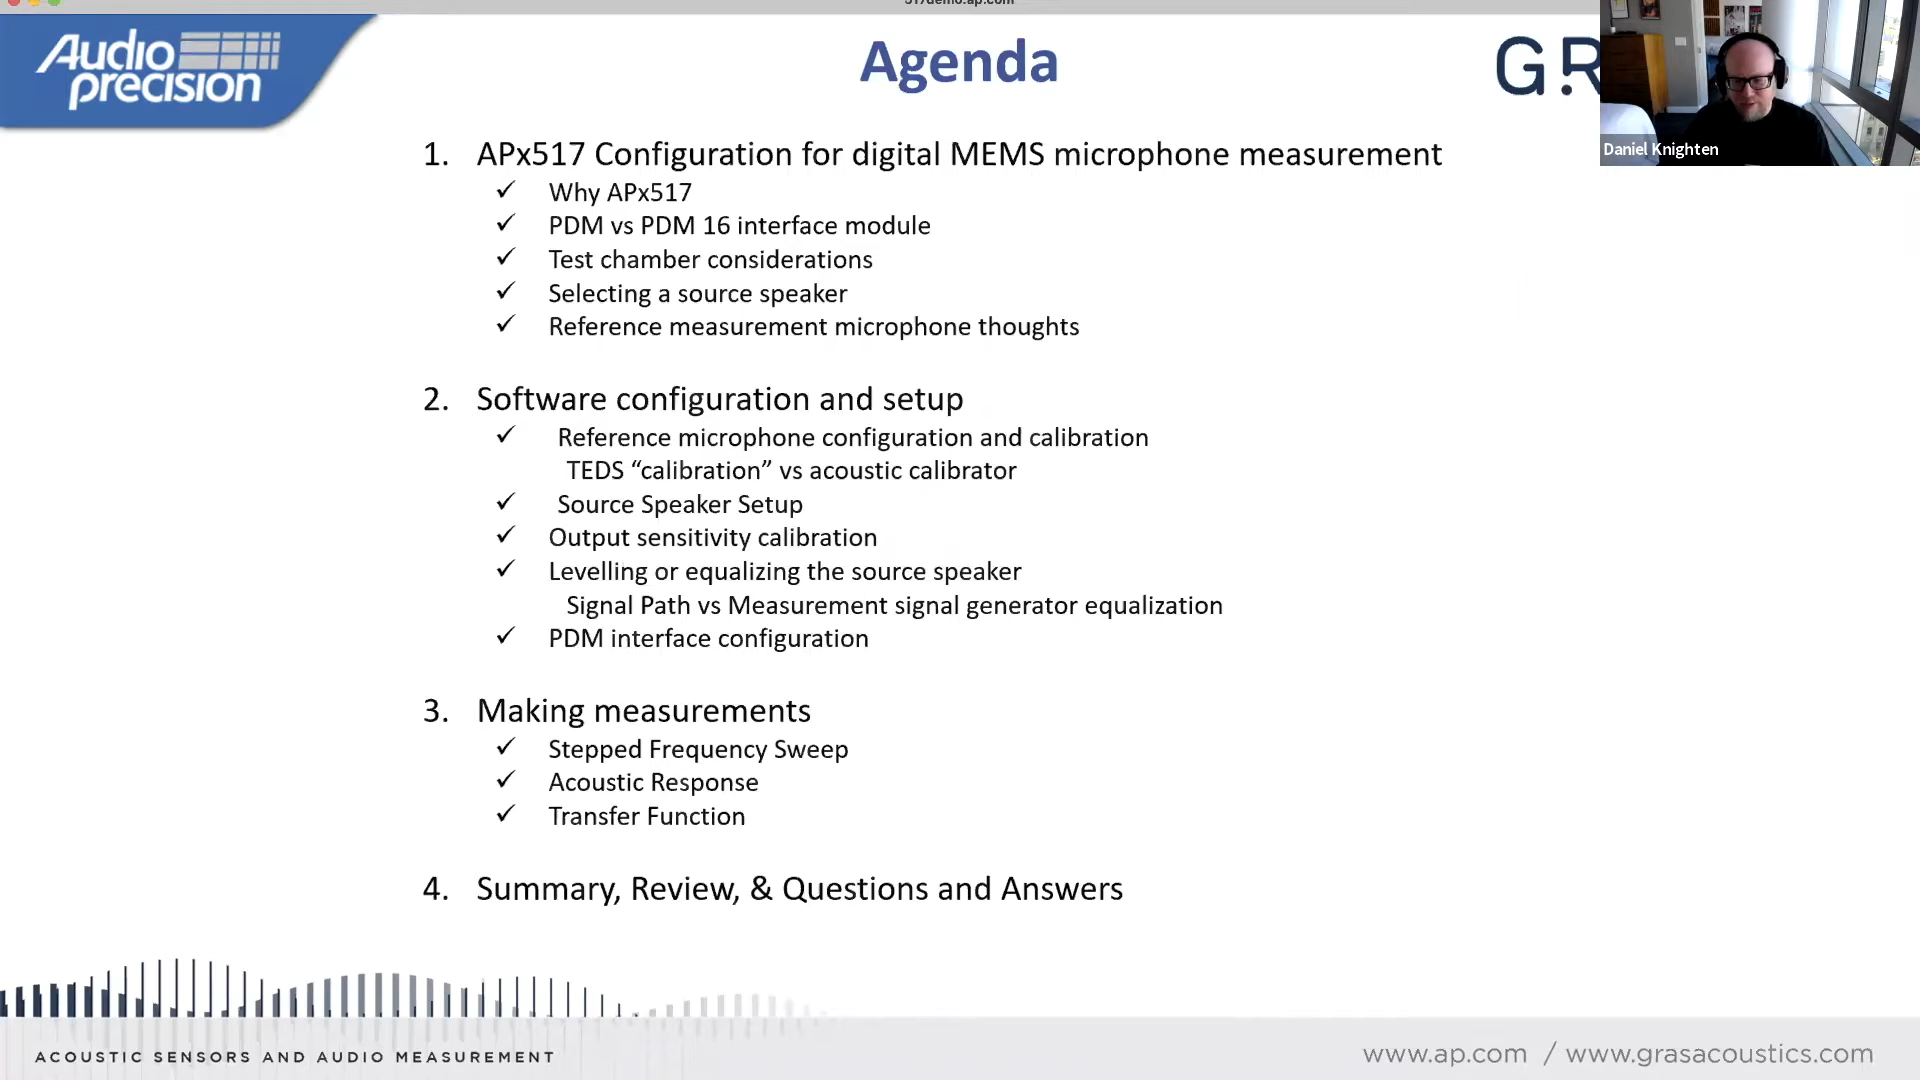 517demo.ap.com
Audio
precision
Agenda
GR
Daniel Knighten
1. APx517 Configuration for digital MEMS microphone measurement
✓ Why APx517
✓ PDM vs PDM 16 interface module
✓ Test chamber considerations
✓ Selecting a source speaker
✓ Reference measurement microphone thoughts
2. Software configuration and setup
✓ Reference microphone configuration and calibration
TEDS “calibration” vs acoustic calibrator
✓ Source Speaker Setup
✓ Output sensitivity calibration
✓ Levelling or equalizing the source speaker
Signal Path vs Measurement signal generator equalization
✓ PDM interface configuration
3. Making measurements
✓ Stepped Frequency Sweep
✓ Acoustic Response
✓ Transfer Function
4. Summary, Review, & Questions and Answers
ACOUSTIC SENSORS AND AUDIO MEASUREMENT
www.ap.com / www.grasacoustics.com